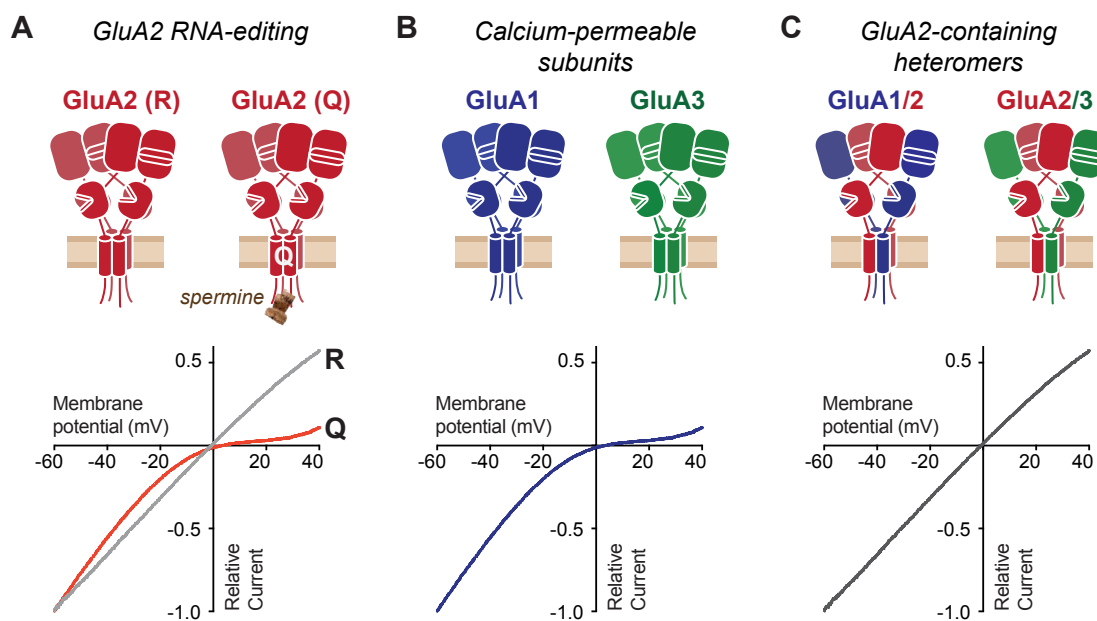 A
GluA2 RNA-editing
GluA2 (R)
GluA2 (Q)
Q
spermine
0.5
R
Membrane
potential (mV)
Q
-60
-40
-20
20
40
-0.5
-1.0
Relative
Current
B
Calcium-permeable
subunits
GluA1
GluA3
0.5
Membrane
potential (mV)
-60
-40
-20
20
40
-0.5
-1.0
Relative
Current
C
GluA2-containing
heteromers
GluA1/2
GluA2/3
0.5
Membrane
potential (mV)
-60
-40
-20
20
40
-0.5
-1.0
Relative
Current